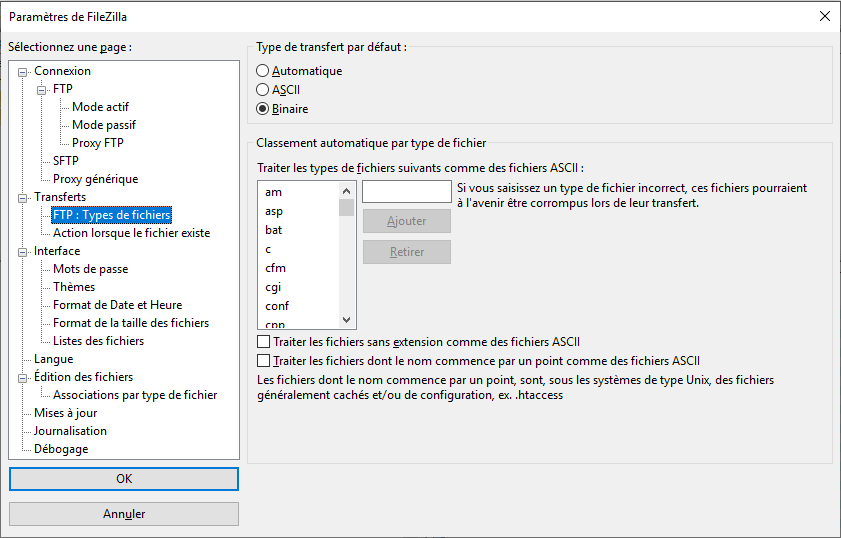 Paramètres de FileZilla
Sélectionnez une page :
Connexion
FTP
Mode actif
Mode passif
Proxy FTP
SFTP
Proxy générique
Transferts
FTP : Types de fichiers
Action lorsque le fichier existe
Interface
Mots de passe
Thèmes
Format de Date et Heure
Format de la taille des fichiers
Listes des fichiers
Langue
Édition des fichiers
Associations par type de fichier
Mises à jour
Journalisation
Débogage
OK
Annuler
Type de transfert par défaut :
Automatique
ASCII
Binaire
Classement automatique par type de fichier
Traiter les types de fichiers suivants comme des fichiers ASCII :
am
asp
bat
c
cfm
cgi
conf
cpp
Si vous saisissez un type de fichier incorrect, ces fichiers pourraient
à l'avenir être corrompus lors de leur transfert.
Ajouter
Retirer
Traiter les fichiers sans extension comme des fichiers ASCII
Traiter les fichiers dont le nom commence par un point comme des fichiers ASCII
Les fichiers dont le nom commence par un point, sont, sous les systèmes de type Unix, des fichiers
généralement cachés et/ou de configuration, ex. .htaccess